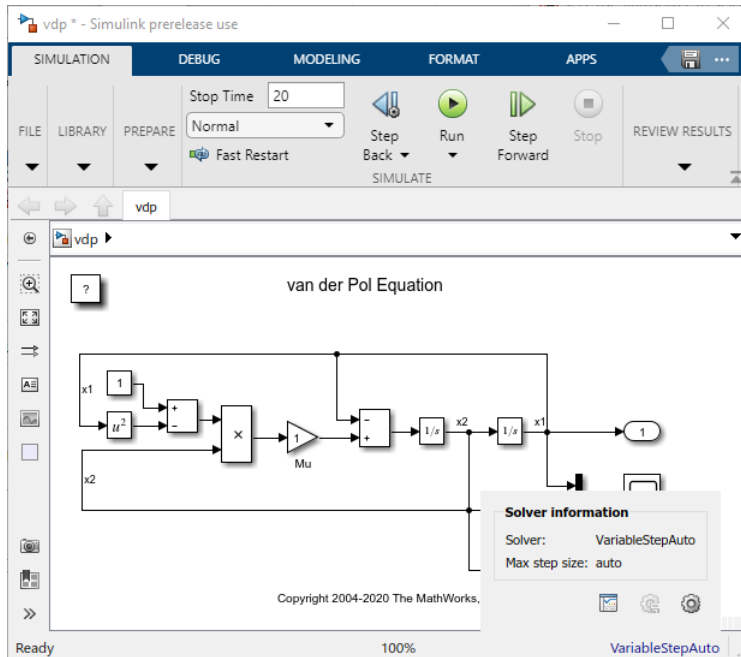 vdp * - Simulink prerelease use
SIMULATION DEBUG MODELING FORMAT APPS
FILE
LIBRARY
PREPARE
Stop Time 20
Normal
Fast Restart
Step Back
Run
Step Forward
Stop
SIMULATE
REVIEW RESULTS
vdp
vdp
?
van der Pol Equation
x1
1
+
−
u²
×
1
Mu
−
+
1/s
x2
1/s
x1
1
x2
Solver information
Solver: VariableStepAuto
Max step size: auto
Copyright 2004-2020 The MathWorks,
Ready 100% VariableStepAuto